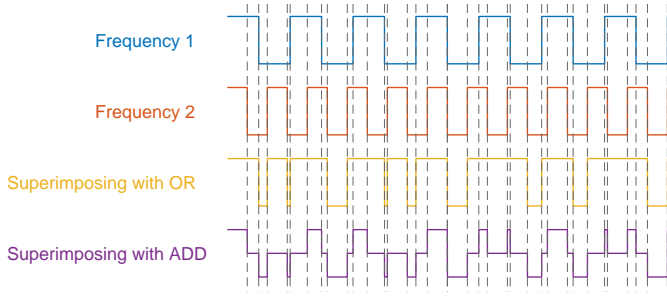 Frequency 1
Frequency 2
Superimposing with OR
Superimposing with ADD